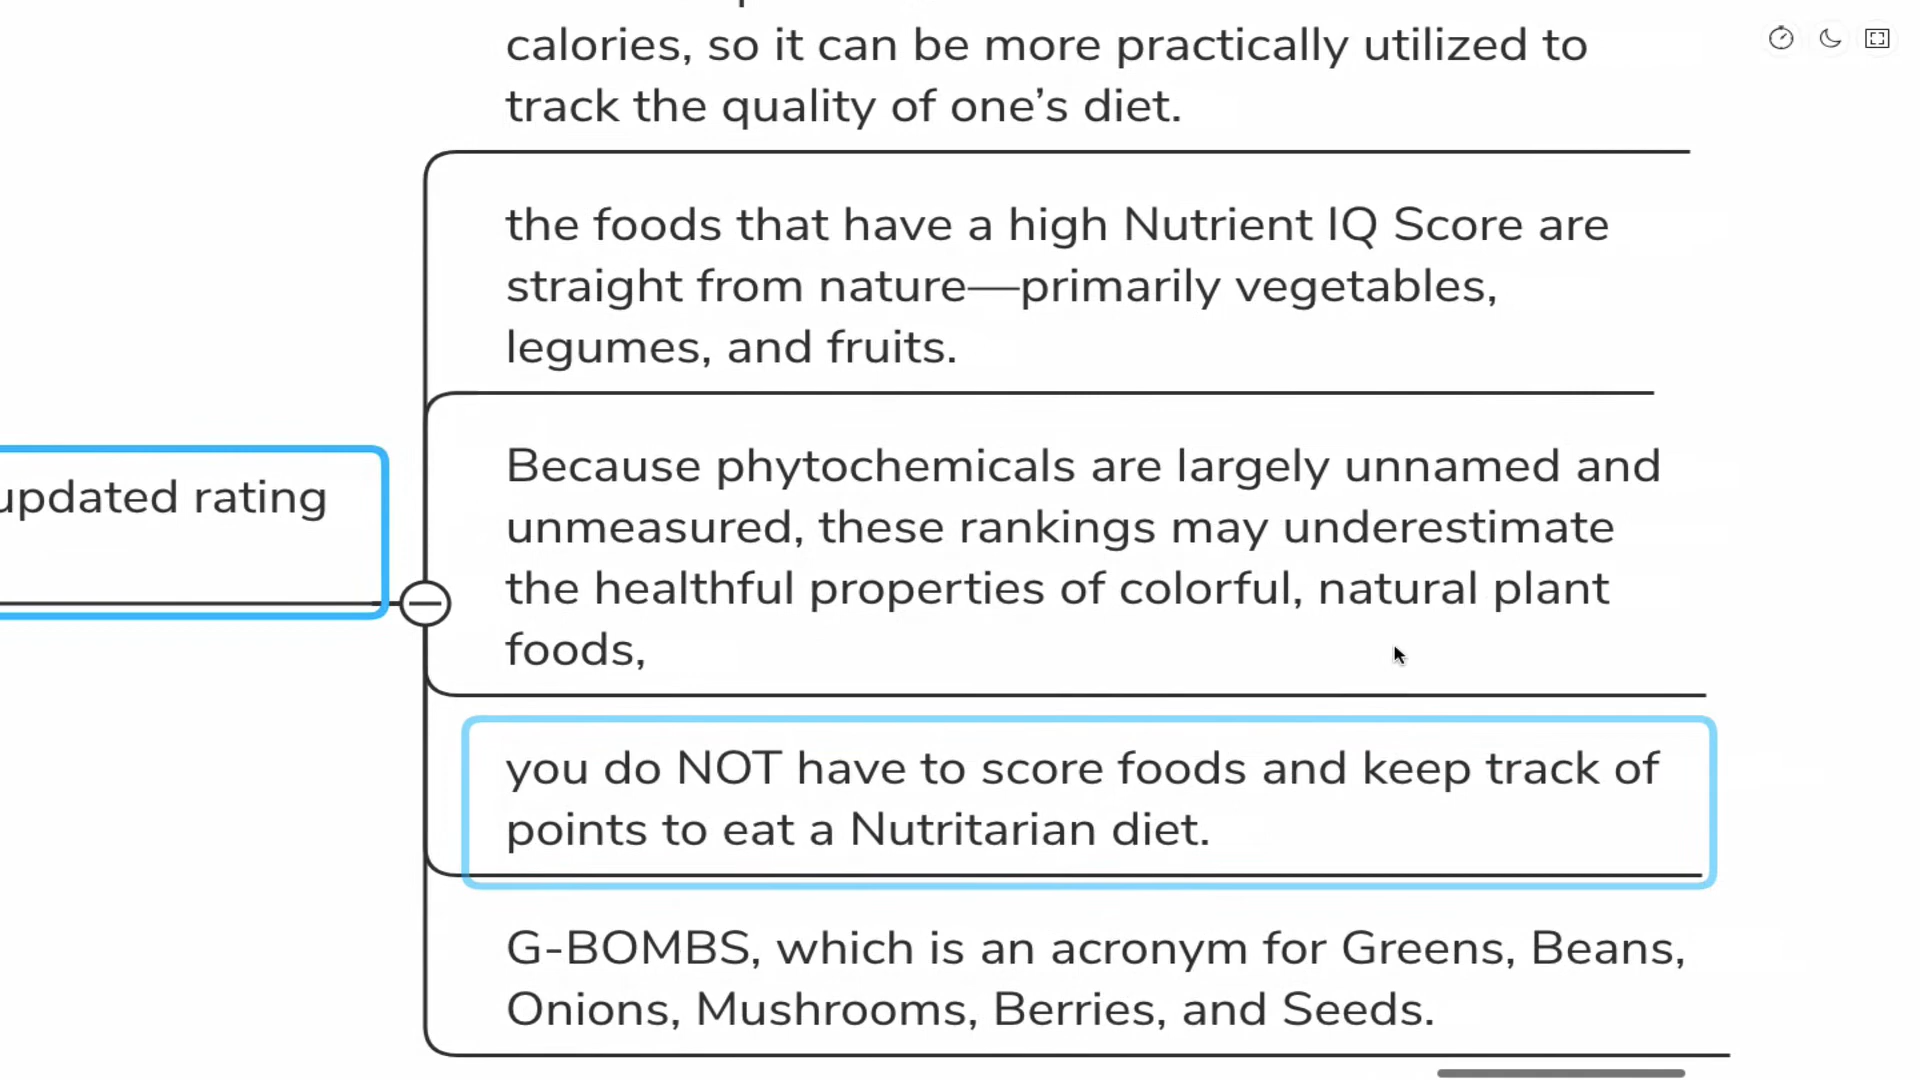 calories, so it can be more practically utilized to
track the quality of one's diet.
the foods that have a high Nutrient IQ Score are
straight from nature—primarily vegetables,
legumes, and fruits.
updated rating
Because phytochemicals are largely unnamed and
unmeasured, these rankings may underestimate
the healthful properties of colorful, natural plant
foods,
you do NOT have to score foods and keep track of
points to eat a Nutritarian diet.
G-BOMBS, which is an acronym for Greens, Beans,
Onions, Mushrooms, Berries, and Seeds.